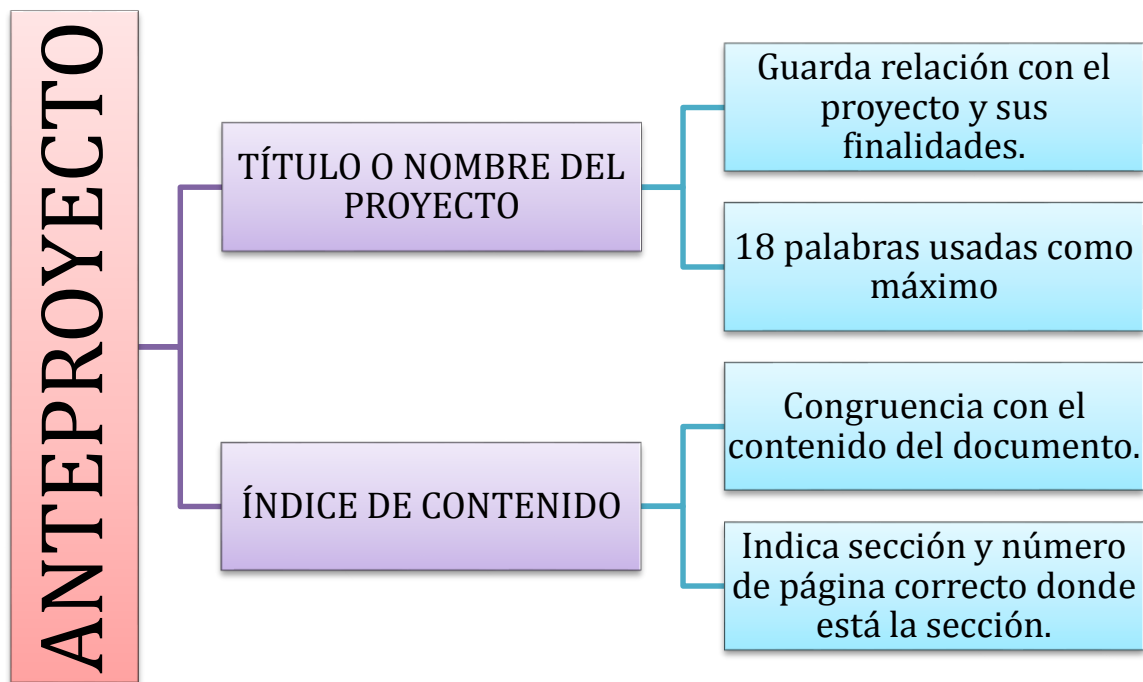 ANTEPROYECTO
TÍTULO O NOMBRE DEL
PROYECTO
Guarda relación con el
proyecto y sus
finalidades.
18 palabras usadas como
máximo
ÍNDICE DE CONTENIDO
Congruencia con el
contenido del documento.
Indica sección y número
de página correcto donde
está la sección.